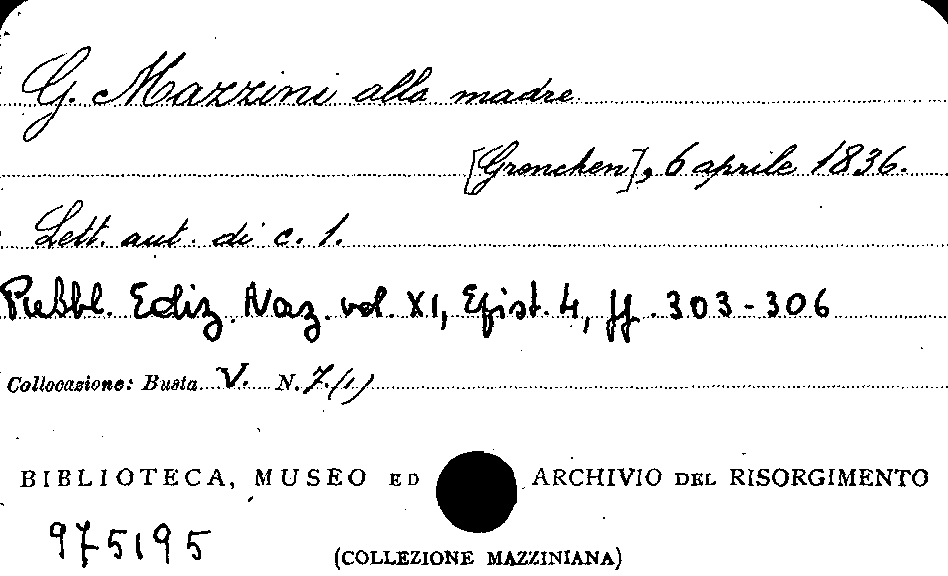 G. Mazzini alla madre
[Grenchen], 6 aprile 1836.
Lett. aut. di c. 1.
Pubbl. Ediz. Naz. vol. XI, Epist. 4, pp. 303-306
Collocazione: Busta V. N. 7.(1)
BIBLIOTECA, MUSEO ED ARCHIVIO DEL RISORGIMENTO
975195
(COLLEZIONE MAZZINIANA)